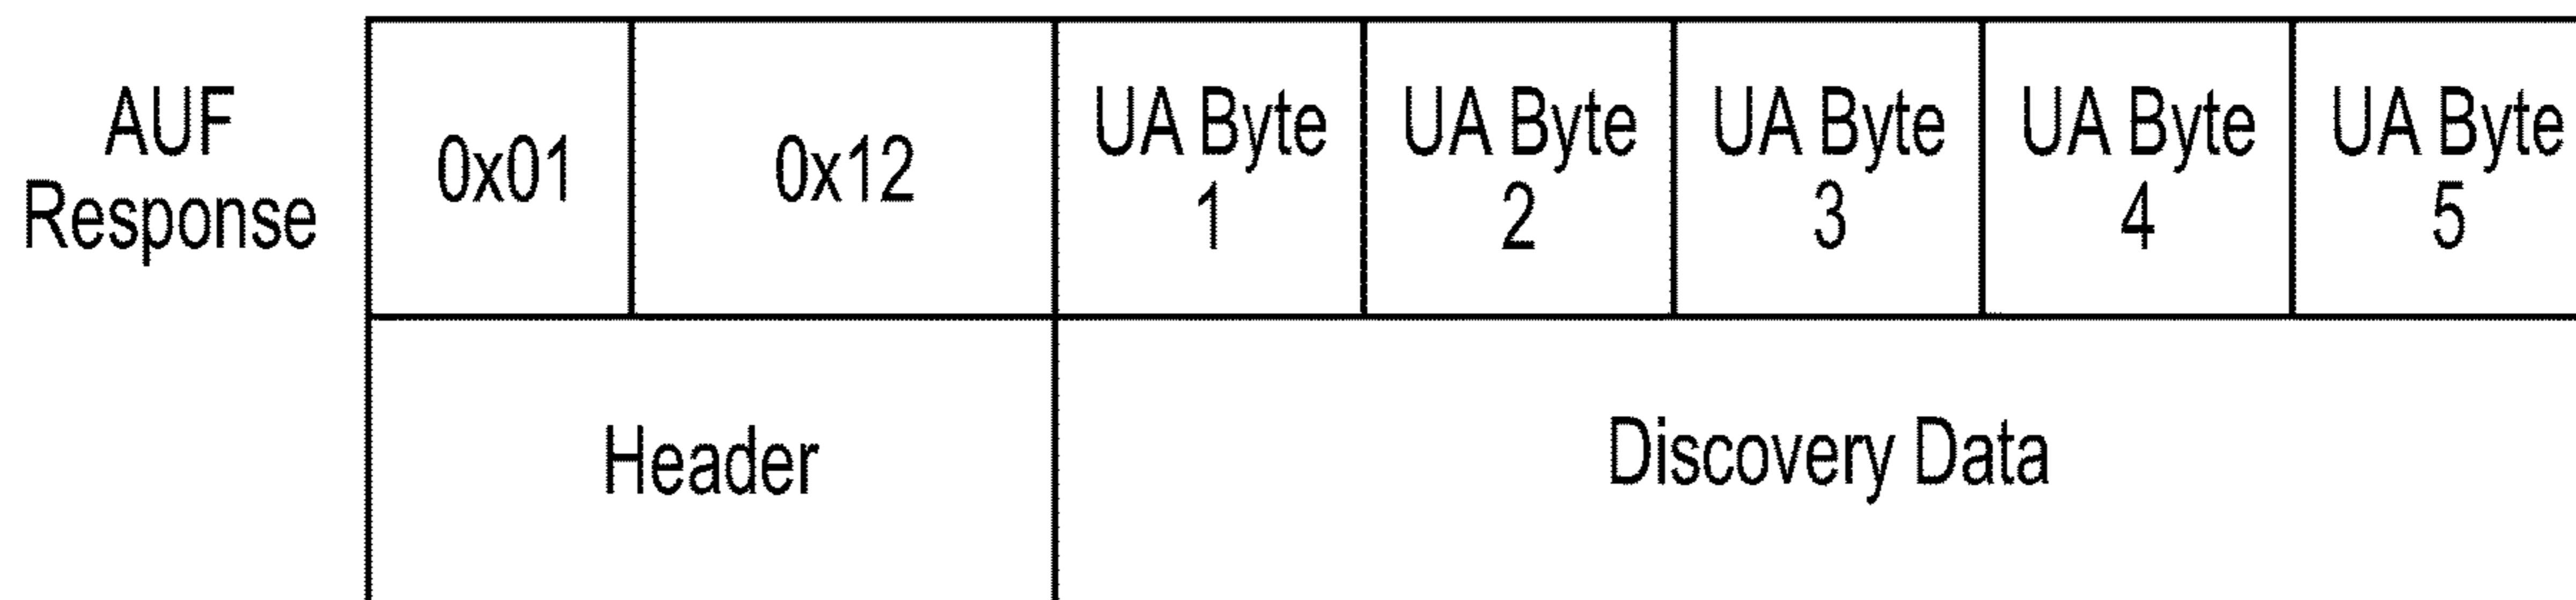 AUF
Response
0x01
0x12
UA Byte
1
UA Byte
2
UA Byte
3
UA Byte
4
UA Byte
5
Header
Discovery Data